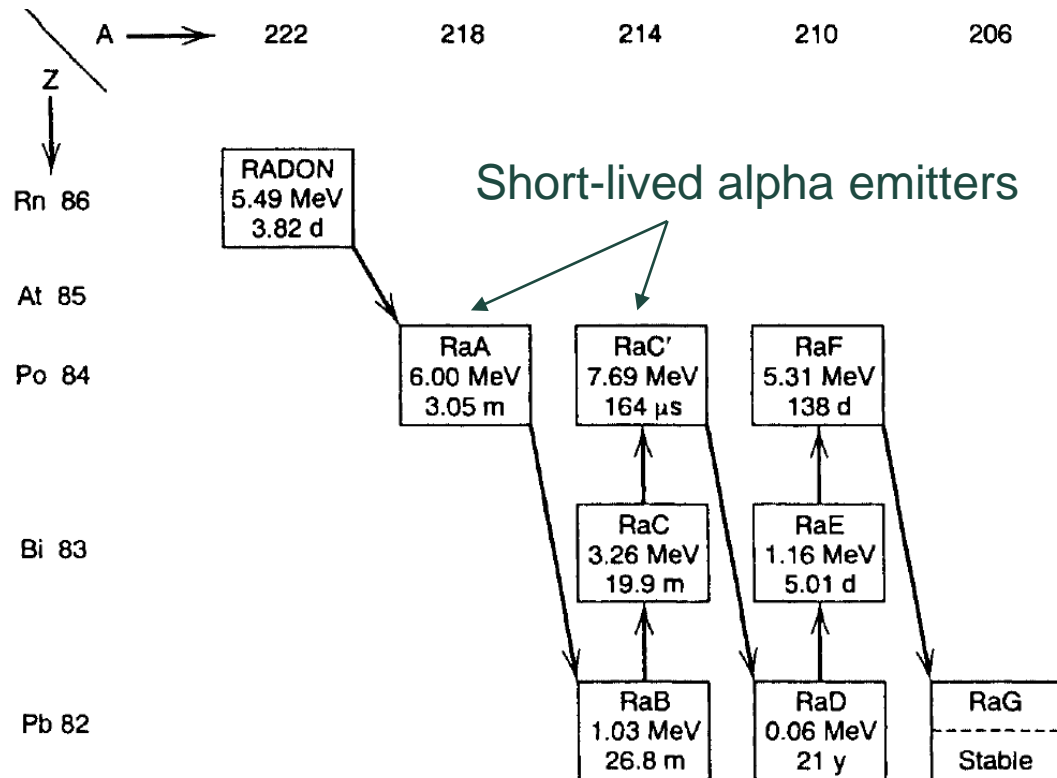 A 222 218 214 210 206
Z
Short-lived alpha emitters
Rn 86
RADON
5.49 MeV
3.82 d
At 85
Po 84
RaA
6.00 MeV
3.05 m
RaC'
7.69 MeV
164 μs
RaF
5.31 MeV
138 d
Bi 83
RaC
3.26 MeV
19.9 m
RaE
1.16 MeV
5.01 d
Pb 82
RaB
1.03 MeV
26.8 m
RaD
0.06 MeV
21 y
RaG
Stable